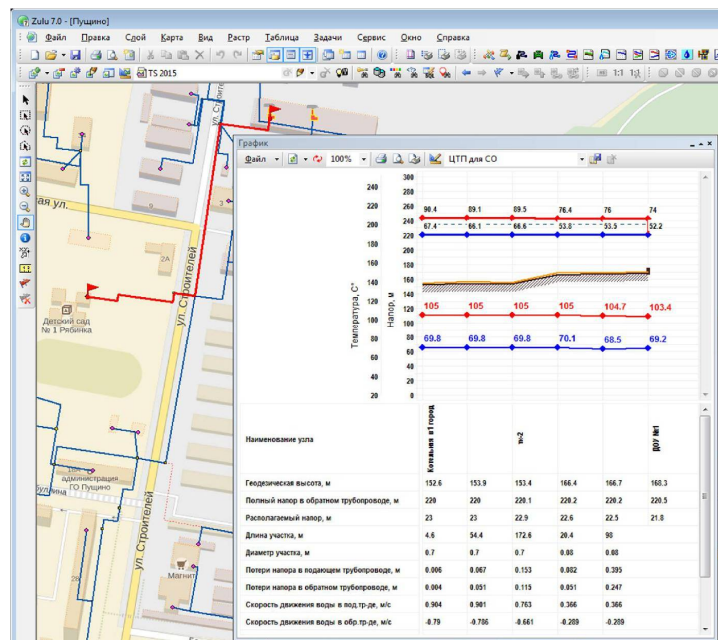 Zulu 7.0 - [Пущино]
Файл Правка Слой Карта Вид Растр Таблица Задачи Сервис Окно Справка
TS 2015 1:1
ул. Строителей
9
3
ая ул.
2А
ул. Строителей
Детский сад
№ 1 Рябинка
администрация
ГО Пущино
ул. Строителей
Магнит
График
Файл 100% ЦТП для СО
Температура, С°
240
220
200
180
160
140
120
100
80
60
40
20
Напор, м
300
280
260
240
220
200
180
160
140
120
100
80
60
40
20
0
90.4 89.1 89.5 76.4 76 74
67.4 66.1 66.6 53.8 53.5 52.2
105 105 105 105 104.7 103.4
69.8 69.8 69.8 70.1 68.5 69.2
Наименование узла Котельная п1 город тк-2 ДОУ №1
Геодезическая высота, м 152.6 153.9 153.4 166.4 166.7 168.3
Полный напор в обратном трубопроводе, м 220 220 220.1 220.2 220.2 220.5
Располагаемый напор, м 23 23 22.9 22.6 22.5 21.8
Длина участка, м 4.6 54.4 172.6 20.4 98
Диаметр участка, м 0.7 0.7 0.7 0.08 0.08
Потери напора в подающем трубопроводе, м 0.006 0.067 0.153 0.082 0.395
Потери напора в обратном трубопроводе, м 0.004 0.051 0.115 0.051 0.247
Скорость движения воды в под.тр-де, м/с 0.904 0.901 0.763 0.366 0.366
Скорость движения воды в обр.тр-де, м/с -0.79 -0.786 -0.661 -0.289 -0.289